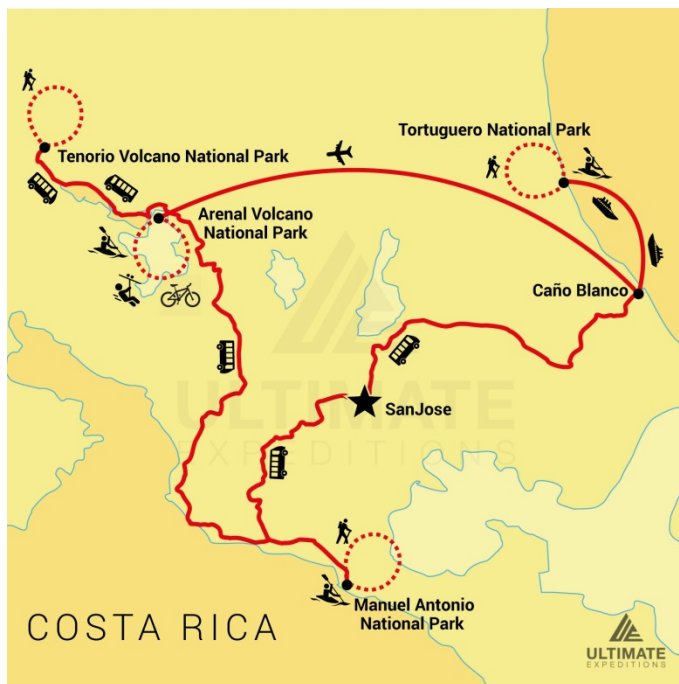 Tortuguero National Park
Tenorio Volcano National Park
Arenal Volcano
National Park
Caño Blanco
SanJose
ULTIMATE
EXPEDITIONS
Manuel Antonio
National Park
COSTA RICA
ULTIMATE
EXPEDITIONS